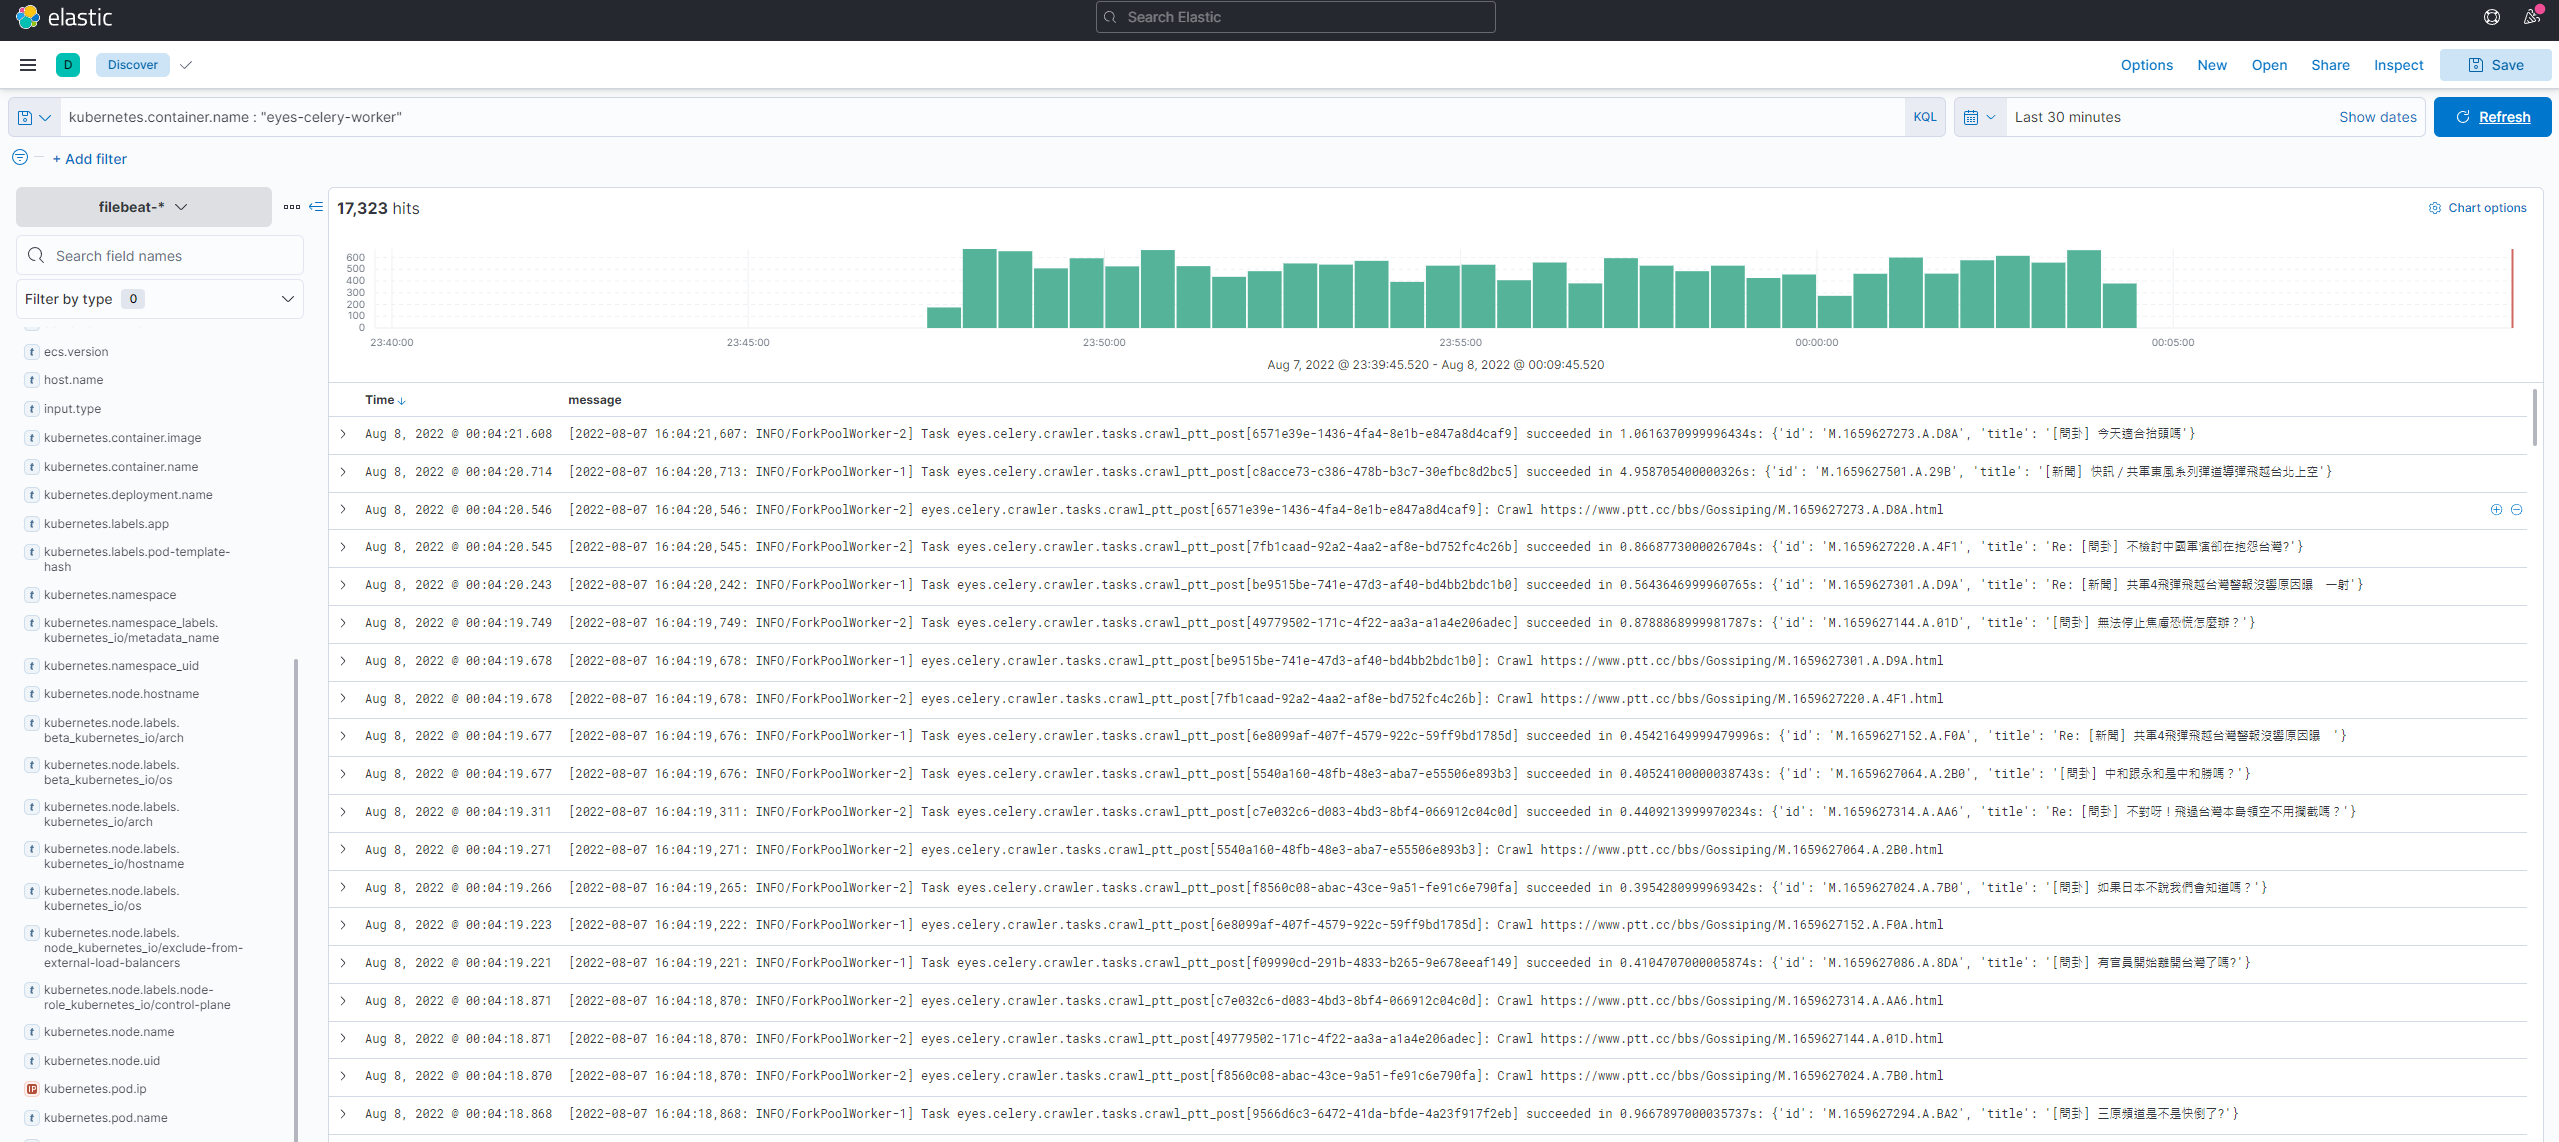 elastic
Search Elastic
D
Discover
Options
New
Open
Share
Inspect
Save
kubernetes.container.name : "eyes-celery-worker"
KQL
Last 30 minutes
Show dates
Refresh
+ Add filter
filebeat-*
Search field names
Filter by type 0
t ecs.version
t host.name
t input.type
t kubernetes.container.image
t kubernetes.container.name
t kubernetes.deployment.name
t kubernetes.labels.app
t kubernetes.labels.pod-template-
hash
t kubernetes.namespace
t kubernetes.namespace_labels.
kubernetes_io/metadata_name
t kubernetes.namespace_uid
t kubernetes.node.hostname
t kubernetes.node.labels.
beta_kubernetes_io/arch
t kubernetes.node.labels.
beta_kubernetes_io/os
t kubernetes.node.labels.
kubernetes_io/arch
t kubernetes.node.labels.
kubernetes_io/hostname
t kubernetes.node.labels.
kubernetes_io/os
t kubernetes.node.labels.
node_kubernetes_io/exclude-from-
external-load-balancers
t kubernetes.node.labels.node-
role_kubernetes_io/control-plane
t kubernetes.node.name
t kubernetes.node.uid
IP kubernetes.pod.ip
t kubernetes.pod.name
17,323 hits
Chart options
600
500
400
300
200
100
0
23:40:00
23:45:00
23:50:00
23:55:00
00:00:00
00:05:00
Aug 7, 2022 @ 23:39:45.520 - Aug 8, 2022 @ 00:09:45.520
Time message
Aug 8, 2022 @ 00:04:21.608 [2022-08-07 16:04:21,607: INFO/ForkPoolWorker-2] Task eyes.celery.crawler.tasks.crawl_ptt_post[6571e39e-1436-4fa4-8e1b-e847a8d4caf9] succeeded in 1.0616370999996434s: {'id': 'M.1659627273.A.D8A', 'title': '[問卦] 今天適合抬頭嗎'}
Aug 8, 2022 @ 00:04:20.714 [2022-08-07 16:04:20,713: INFO/ForkPoolWorker-1] Task eyes.celery.crawler.tasks.crawl_ptt_post[c8acce73-c386-478b-b3c7-30efbc8d2bc5] succeeded in 4.958705400000326s: {'id': 'M.1659627501.A.29B', 'title': '[新聞] 快訊／共軍東風系列彈道導彈飛越台北上空'}
Aug 8, 2022 @ 00:04:20.546 [2022-08-07 16:04:20,546: INFO/ForkPoolWorker-2] eyes.celery.crawler.tasks.crawl_ptt_post[6571e39e-1436-4fa4-8e1b-e847a8d4caf9]: Crawl https://www.ptt.cc/bbs/Gossiping/M.1659627273.A.D8A.html
Aug 8, 2022 @ 00:04:20.545 [2022-08-07 16:04:20,545: INFO/ForkPoolWorker-2] Task eyes.celery.crawler.tasks.crawl_ptt_post[7fb1caad-92a2-4aa2-af8e-bd752fc4c26b] succeeded in 0.8668773000026704s: {'id': 'M.1659627220.A.4F1', 'title': 'Re: [問卦] 不檢討中國軍演卻在抱怨台灣?'}
Aug 8, 2022 @ 00:04:20.243 [2022-08-07 16:04:20,242: INFO/ForkPoolWorker-1] Task eyes.celery.crawler.tasks.crawl_ptt_post[be9515be-741e-47d3-af40-bd4bb2bdc1b0] succeeded in 0.5643646999960765s: {'id': 'M.1659627301.A.D9A', 'title': 'Re: [新聞] 共軍4飛彈飛越台灣警報沒響原因曝　一射'}
Aug 8, 2022 @ 00:04:19.749 [2022-08-07 16:04:19,749: INFO/ForkPoolWorker-2] Task eyes.celery.crawler.tasks.crawl_ptt_post[49779502-171c-4f22-aa3a-a1a4e206adec] succeeded in 0.8788868999981787s: {'id': 'M.1659627144.A.01D', 'title': '[問卦] 無法停止焦慮恐慌怎麼辦？'}
Aug 8, 2022 @ 00:04:19.678 [2022-08-07 16:04:19,678: INFO/ForkPoolWorker-1] eyes.celery.crawler.tasks.crawl_ptt_post[be9515be-741e-47d3-af40-bd4bb2bdc1b0]: Crawl https://www.ptt.cc/bbs/Gossiping/M.1659627301.A.D9A.html
Aug 8, 2022 @ 00:04:19.678 [2022-08-07 16:04:19,678: INFO/ForkPoolWorker-2] eyes.celery.crawler.tasks.crawl_ptt_post[7fb1caad-92a2-4aa2-af8e-bd752fc4c26b]: Crawl https://www.ptt.cc/bbs/Gossiping/M.1659627220.A.4F1.html
Aug 8, 2022 @ 00:04:19.677 [2022-08-07 16:04:19,676: INFO/ForkPoolWorker-1] Task eyes.celery.crawler.tasks.crawl_ptt_post[6e8099af-407f-4579-922c-59ff9bd1785d] succeeded in 0.45421649999479996s: {'id': 'M.1659627152.A.F0A', 'title': 'Re: [新聞] 共軍4飛彈飛越台灣警報沒響原因曝　'}
Aug 8, 2022 @ 00:04:19.677 [2022-08-07 16:04:19,676: INFO/ForkPoolWorker-2] Task eyes.celery.crawler.tasks.crawl_ptt_post[5540a160-48fb-48e3-aba7-e55506e893b3] succeeded in 0.40524100000038743s: {'id': 'M.1659627064.A.2B0', 'title': '[問卦] 中和跟永和是中和勝嗎？'}
Aug 8, 2022 @ 00:04:19.311 [2022-08-07 16:04:19,311: INFO/ForkPoolWorker-2] Task eyes.celery.crawler.tasks.crawl_ptt_post[c7e032c6-d083-4bd3-8bf4-066912c04c0d] succeeded in 0.4409213999970234s: {'id': 'M.1659627314.A.AA6', 'title': 'Re: [問卦] 不對呀！飛過台灣本島領空不用攔截嗎？'}
Aug 8, 2022 @ 00:04:19.271 [2022-08-07 16:04:19,271: INFO/ForkPoolWorker-2] eyes.celery.crawler.tasks.crawl_ptt_post[5540a160-48fb-48e3-aba7-e55506e893b3]: Crawl https://www.ptt.cc/bbs/Gossiping/M.1659627064.A.2B0.html
Aug 8, 2022 @ 00:04:19.266 [2022-08-07 16:04:19,265: INFO/ForkPoolWorker-2] Task eyes.celery.crawler.tasks.crawl_ptt_post[f8560c08-abac-43ce-9a51-fe91c6e790fa] succeeded in 0.3954280999969342s: {'id': 'M.1659627024.A.7B0', 'title': '[問卦] 如果日本不說我們會知道嗎？'}
Aug 8, 2022 @ 00:04:19.223 [2022-08-07 16:04:19,222: INFO/ForkPoolWorker-1] eyes.celery.crawler.tasks.crawl_ptt_post[6e8099af-407f-4579-922c-59ff9bd1785d]: Crawl https://www.ptt.cc/bbs/Gossiping/M.1659627152.A.F0A.html
Aug 8, 2022 @ 00:04:19.221 [2022-08-07 16:04:19,221: INFO/ForkPoolWorker-1] Task eyes.celery.crawler.tasks.crawl_ptt_post[f09990cd-291b-4833-b265-9e678eeaf149] succeeded in 0.4104707000005874s: {'id': 'M.1659627086.A.8DA', 'title': '[問卦] 有官員開始離開台灣了嗎?'}
Aug 8, 2022 @ 00:04:18.871 [2022-08-07 16:04:18,870: INFO/ForkPoolWorker-2] eyes.celery.crawler.tasks.crawl_ptt_post[c7e032c6-d083-4bd3-8bf4-066912c04c0d]: Crawl https://www.ptt.cc/bbs/Gossiping/M.1659627314.A.AA6.html
Aug 8, 2022 @ 00:04:18.871 [2022-08-07 16:04:18,870: INFO/ForkPoolWorker-2] eyes.celery.crawler.tasks.crawl_ptt_post[49779502-171c-4f22-aa3a-a1a4e206adec]: Crawl https://www.ptt.cc/bbs/Gossiping/M.1659627144.A.01D.html
Aug 8, 2022 @ 00:04:18.870 [2022-08-07 16:04:18,870: INFO/ForkPoolWorker-2] eyes.celery.crawler.tasks.crawl_ptt_post[f8560c08-abac-43ce-9a51-fe91c6e790fa]: Crawl https://www.ptt.cc/bbs/Gossiping/M.1659627024.A.7B0.html
Aug 8, 2022 @ 00:04:18.868 [2022-08-07 16:04:18,868: INFO/ForkPoolWorker-1] Task eyes.celery.crawler.tasks.crawl_ptt_post[9566d6c3-6472-41da-bfde-4a23f917f2eb] succeeded in 0.9667897000035737s: {'id': 'M.1659627294.A.BA2', 'title': '[問卦] 三原頻道是不是快倒了?'}